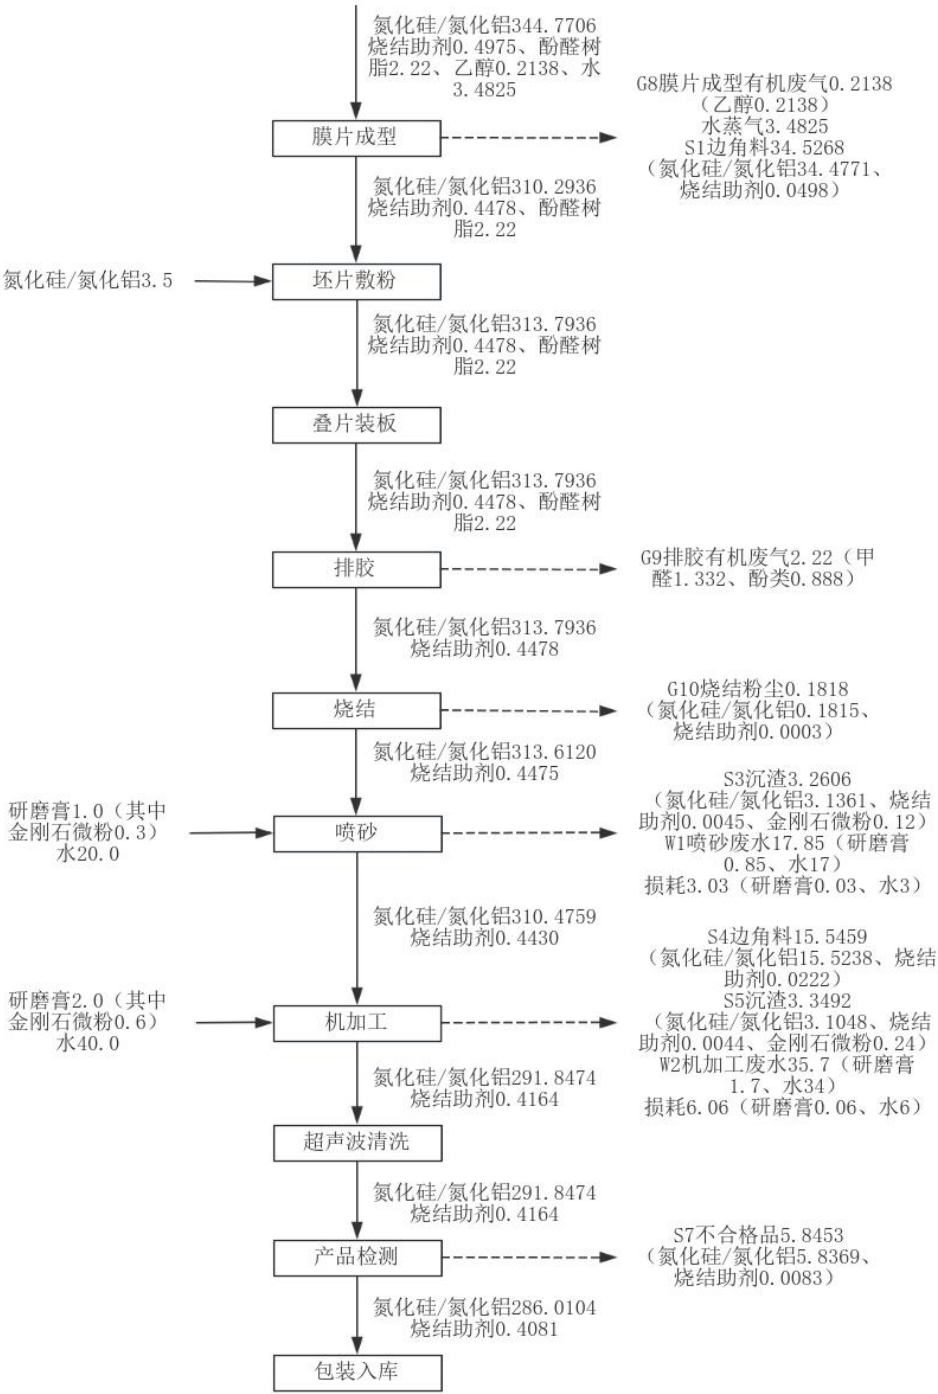 氮化硅/氮化铝344.7706
烧结助剂0.4975、酚醛树
脂2.22、乙醇0.2138、水
3.4825
膜片成型
G8膜片成型有机废气0.2138
（乙醇0.2138）
水蒸气3.4825
S1边角料34.5268
（氮化硅/氮化铝34.4771、
烧结助剂0.0498）
氮化硅/氮化铝310.2936
烧结助剂0.4478、酚醛树
脂2.22
氮化硅/氮化铝3.5
坯片敷粉
氮化硅/氮化铝313.7936
烧结助剂0.4478、酚醛树
脂2.22
叠片装板
氮化硅/氮化铝313.7936
烧结助剂0.4478、酚醛树
脂2.22
排胶
G9排胶有机废气2.22（甲
醛1.332、酚类0.888）
氮化硅/氮化铝313.7936
烧结助剂0.4478
烧结
G10烧结粉尘0.1818
（氮化硅/氮化铝0.1815、
烧结助剂0.0003）
氮化硅/氮化铝313.6120
烧结助剂0.4475
研磨膏1.0（其中
金刚石微粉0.3）
水20.0
喷砂
S3沉渣3.2606
（氮化硅/氮化铝3.1361、烧结
助剂0.0045、金刚石微粉0.12）
W1喷砂废水17.85（研磨膏
0.85、水17）
损耗3.03（研磨膏0.03、水3）
氮化硅/氮化铝310.4759
烧结助剂0.4430
研磨膏2.0（其中
金刚石微粉0.6）
水40.0
机加工
S4边角料15.5459
（氮化硅/氮化铝15.5238、烧结
助剂0.0222）
S5沉渣3.3492
（氮化硅/氮化铝3.1048、烧结
助剂0.0044、金刚石微粉0.24）
W2机加工废水35.7（研磨膏
1.7、水34）
损耗6.06（研磨膏0.06、水6）
氮化硅/氮化铝291.8474
烧结助剂0.4164
超声波清洗
氮化硅/氮化铝291.8474
烧结助剂0.4164
产品检测
S7不合格品5.8453
（氮化硅/氮化铝5.8369、
烧结助剂0.0083）
氮化硅/氮化铝286.0104
烧结助剂0.4081
包装入库